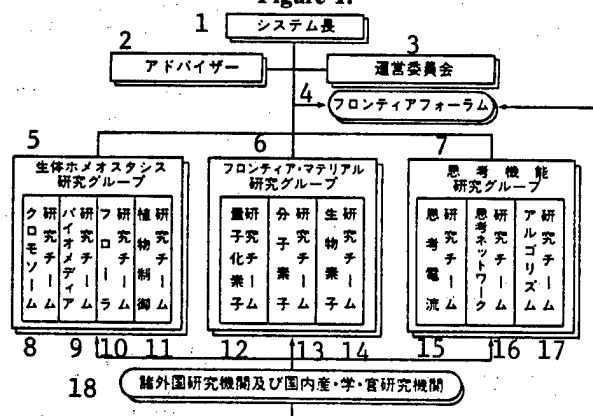 Figure 1.
1
システム長
2
アドバイザー
3
運営委員会
4
フロンティアフォーラム
5
生体ホメオスタシス
研究グループ
クロモソーム
研究チーム
バイオメディア
研究チーム
フローラ
研究チーム
植物制御
研究チーム
8 9 10 11
6
フロンティア・マテリアル
研究グループ
量子化素子
研究チーム
分子素子
研究チーム
生物素子
研究チーム
12 13 14
7
思考機能
研究グループ
思考電流
研究チーム
思考ネットワーク
研究チーム
アルゴリズム
研究チーム
15 16 17
18
諸外国研究機関及び国内産・学・官研究機関